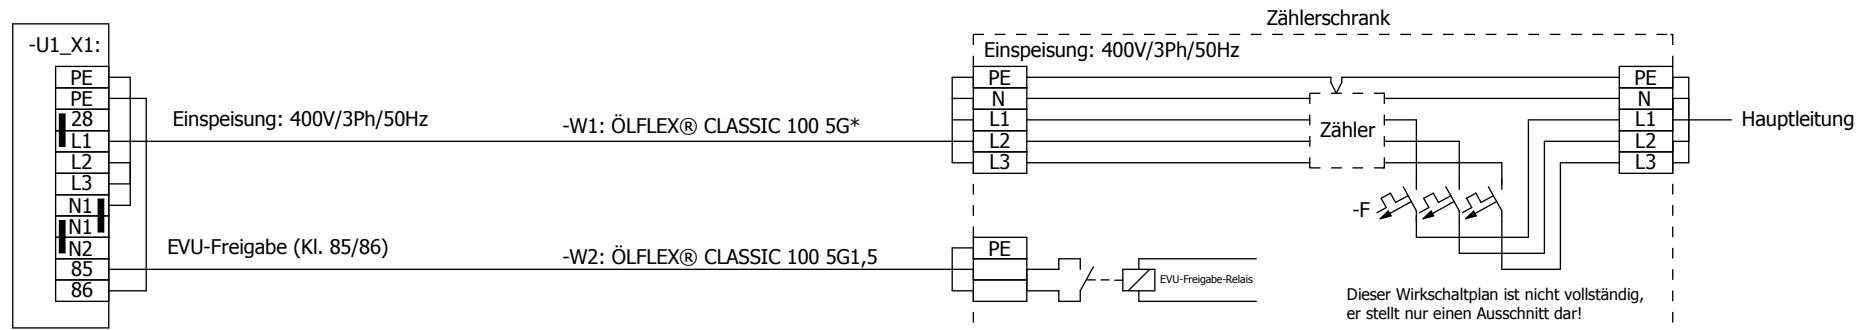 Zählerschrank
-U1_X1:
PE
PE
28
L1
L2
L3
N1
N1
N2
85
86
Einspeisung: 400V/3Ph/50Hz
-W1: ÖLFLEX® CLASSIC 100 5G*
EVU-Freigabe (Kl. 85/86)
-W2: ÖLFLEX® CLASSIC 100 5G1,5
Einspeisung: 400V/3Ph/50Hz
PE
N
L1
L2
L3
Zähler
-F
PE
N
L1
L2
L3
Hauptleitung
PE
EVU-Freigabe-Relais
Dieser Wirkschaltplan ist nicht vollständig,
er stellt nur einen Ausschnitt dar!